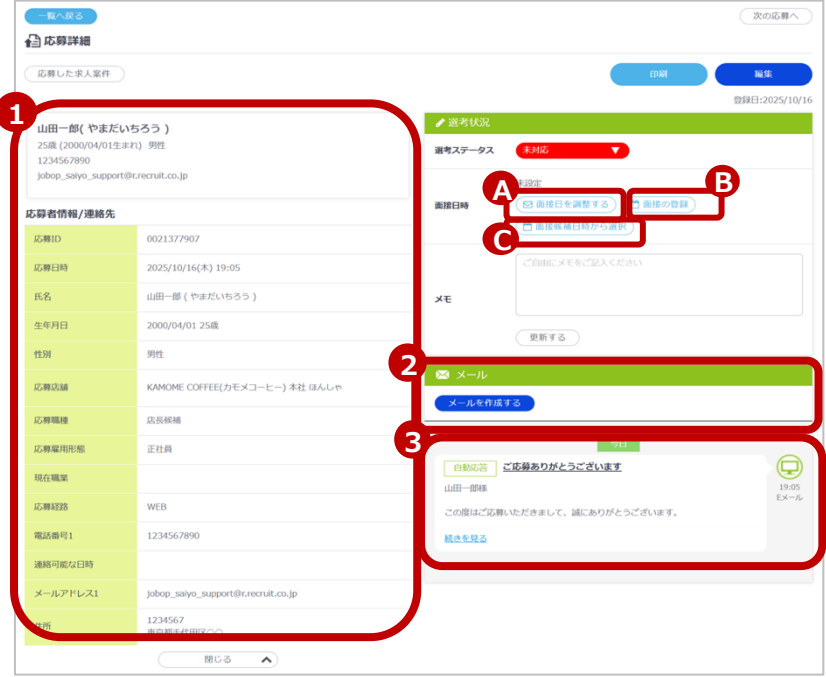 一覧へ戻る
次の応募へ
応募詳細
応募した求人案件
印刷
編集
登録日:2025/10/16
1
山田一郎( やまだいちろう )
25歳 (2000/04/01生まれ) 男性
1234567890
jobop_saiyo_support@r.recruit.co.jp
応募者情報/連絡先
応募ID 0021377907
応募日時 2025/10/16(木) 19:05
氏名 山田一郎 ( やまだいちろう )
生年月日 2000/04/01 25歳
性別 男性
応募店舗 KAMOME COFFEE(カモメコーヒー) 本社 ほんしゃ
応募職種 店長候補
応募雇用形態 正社員
現在職業
応募経路 WEB
電話番号1 1234567890
連絡可能な日時
メールアドレス1 jobop_saiyo_support@r.recruit.co.jp
住所 1234567
東京都千代田区○○
閉じる
選考状況
選考ステータス 未対応 ▼
面接日時
未設定
A 面接日を調整する
B 面接の登録
C 面接候補日時から選択
メモ
ご自由にメモをご記入ください
更新する
2
メール
メールを作成する
3
今日
自動応答 ご応募ありがとうございます
山田一郎様
この度はご応募いただきまして、誠にありがとうございます。
続きを見る
19:05
Eメール